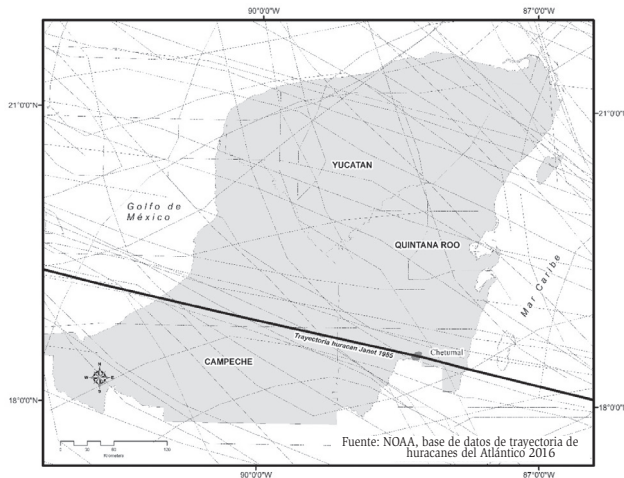 90°0'0"W
87°0'0"W
21°0'0"N
21°0'0"N
YUCATAN
Golfo de
México
QUINTANA ROO
Mar Caribe
Trayectoria huracan Janet 1955
Chetumal
CAMPECHE
N
W
E
S
18°0'0"N
18°0'0"N
Kilometers
Fuente: NOAA, base de datos de trayectoria de
huracanes del Atlántico 2016
90°0'0"W
87°0'0"W